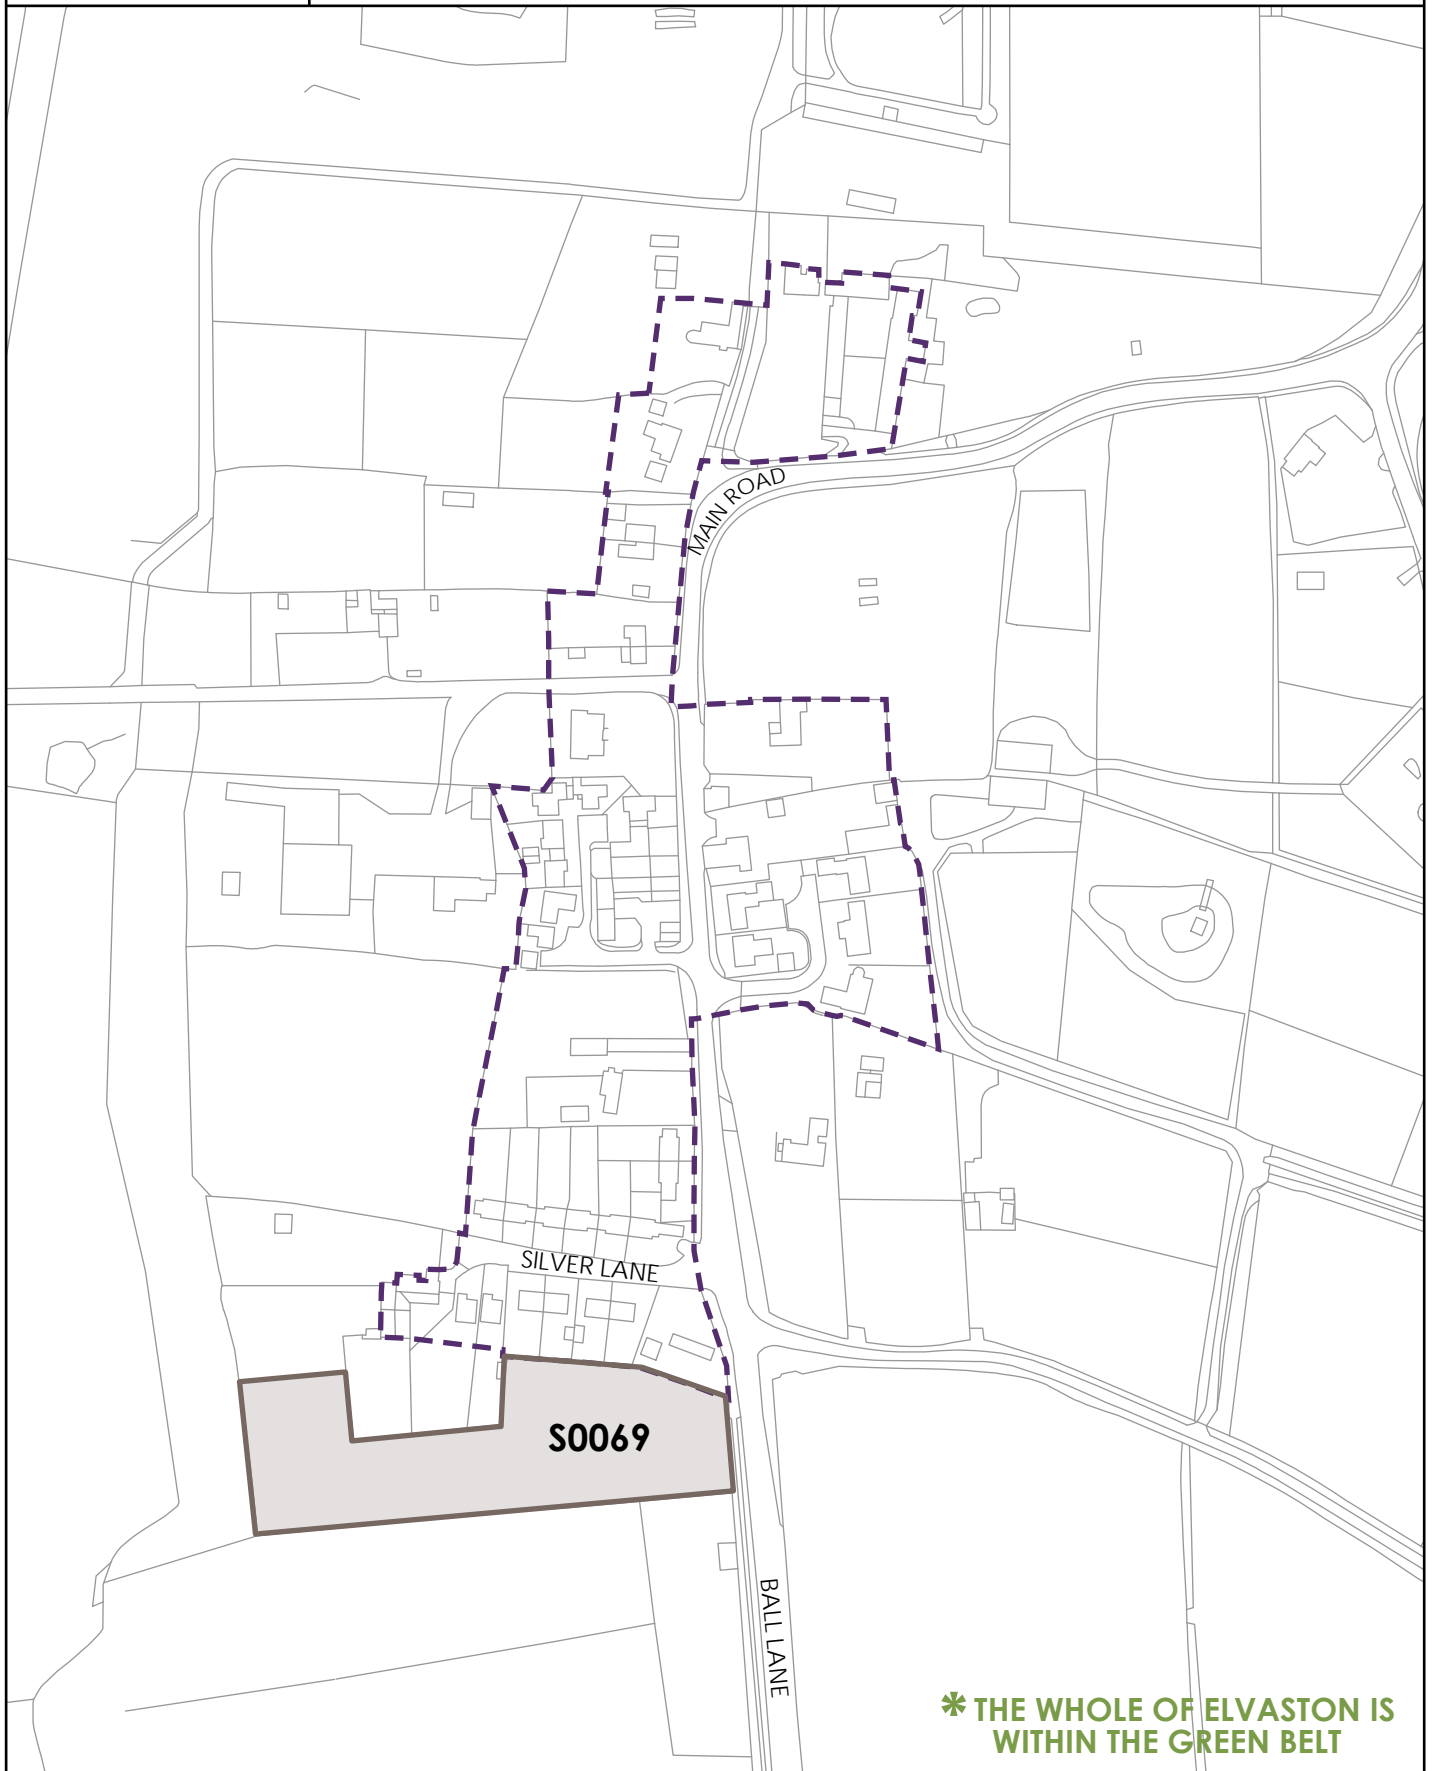 MAIN ROAD
SILVER LANE
S0069
BALL LANE
* THE WHOLE OF ELVASTON IS
WITHIN THE GREEN BELT